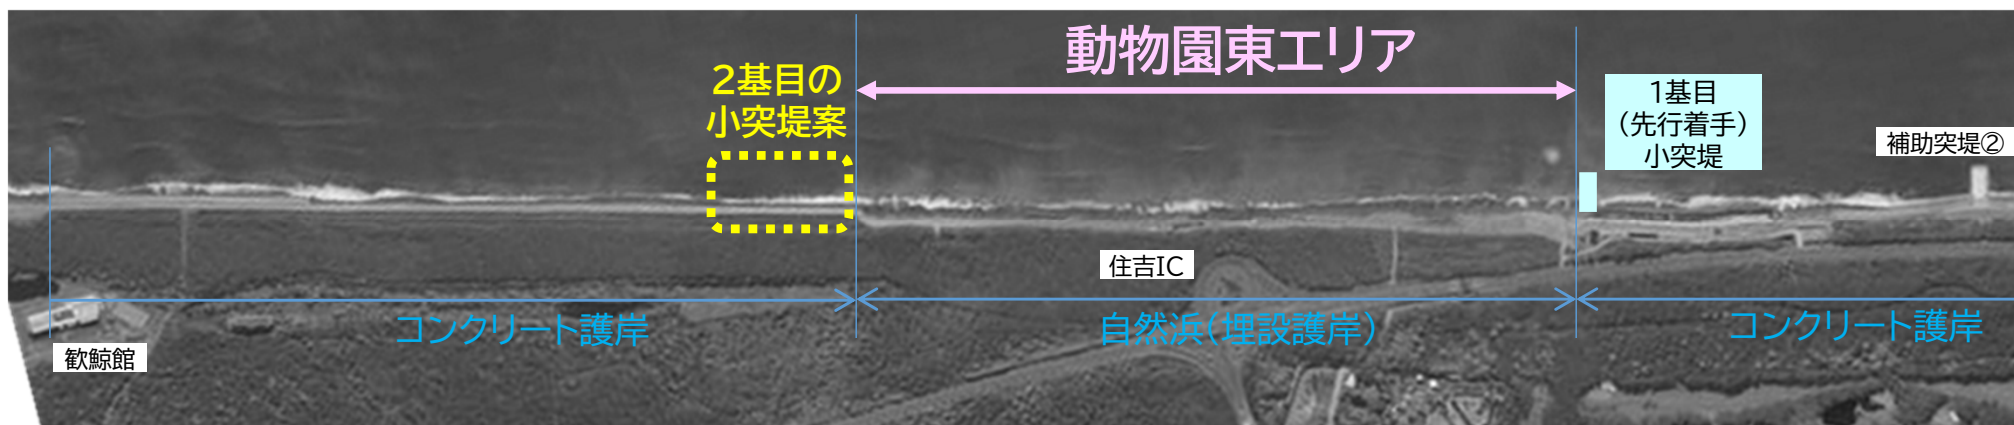 動物園東エリア
2基目の
小突堤案
1基目
(先行着手)
小突堤
補助突堤②
住吉IC
コンクリート護岸
自然浜(埋設護岸)
コンクリート護岸
歓鯨館